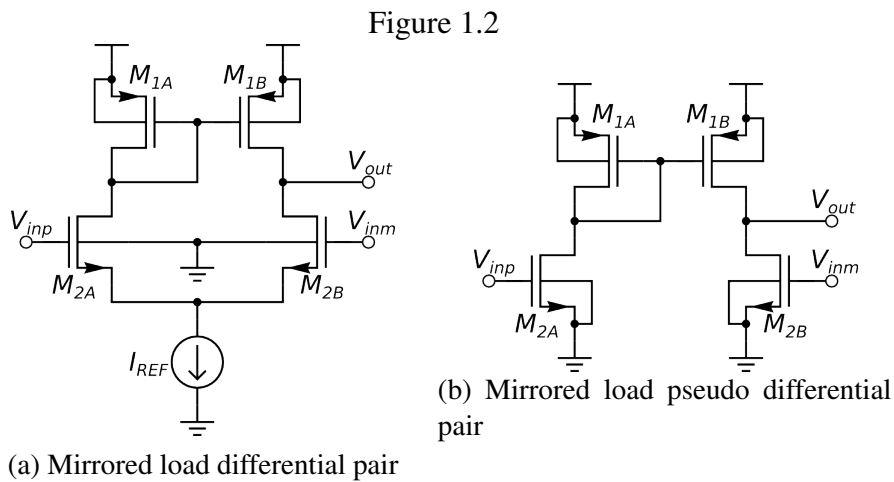 Figure 1.2
M1A
M1B
Vout
Vinp
Vinm
M2A
M2B
IREF
(a) Mirrored load differential pair
M1A
M1B
Vout
Vinp
Vinm
M2A
M2B
(b) Mirrored load pseudo differential
pair